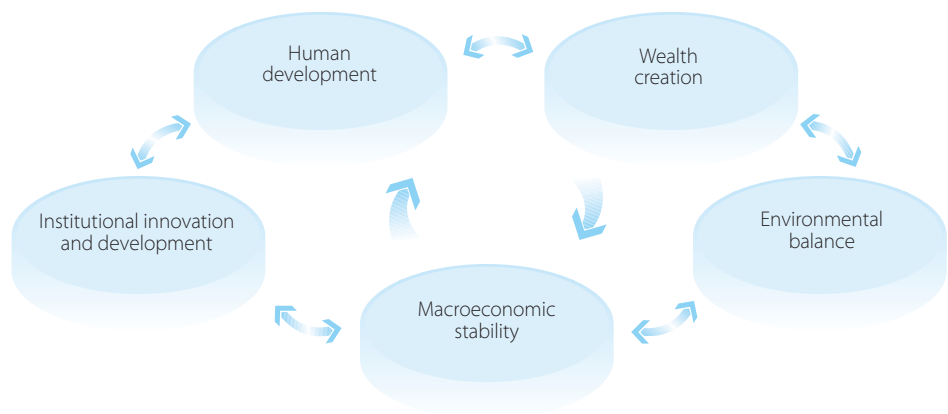 Human
development
Wealth
creation
Institutional innovation
and development
Environmental
balance
Macroeconomic
stability